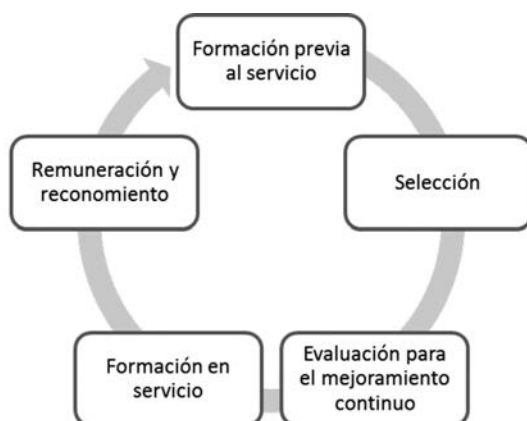 Formación previa
al servicio
Selección
Evaluación para
el mejoramiento
continuo
Formación en
servicio
Remuneración y
reconomiento